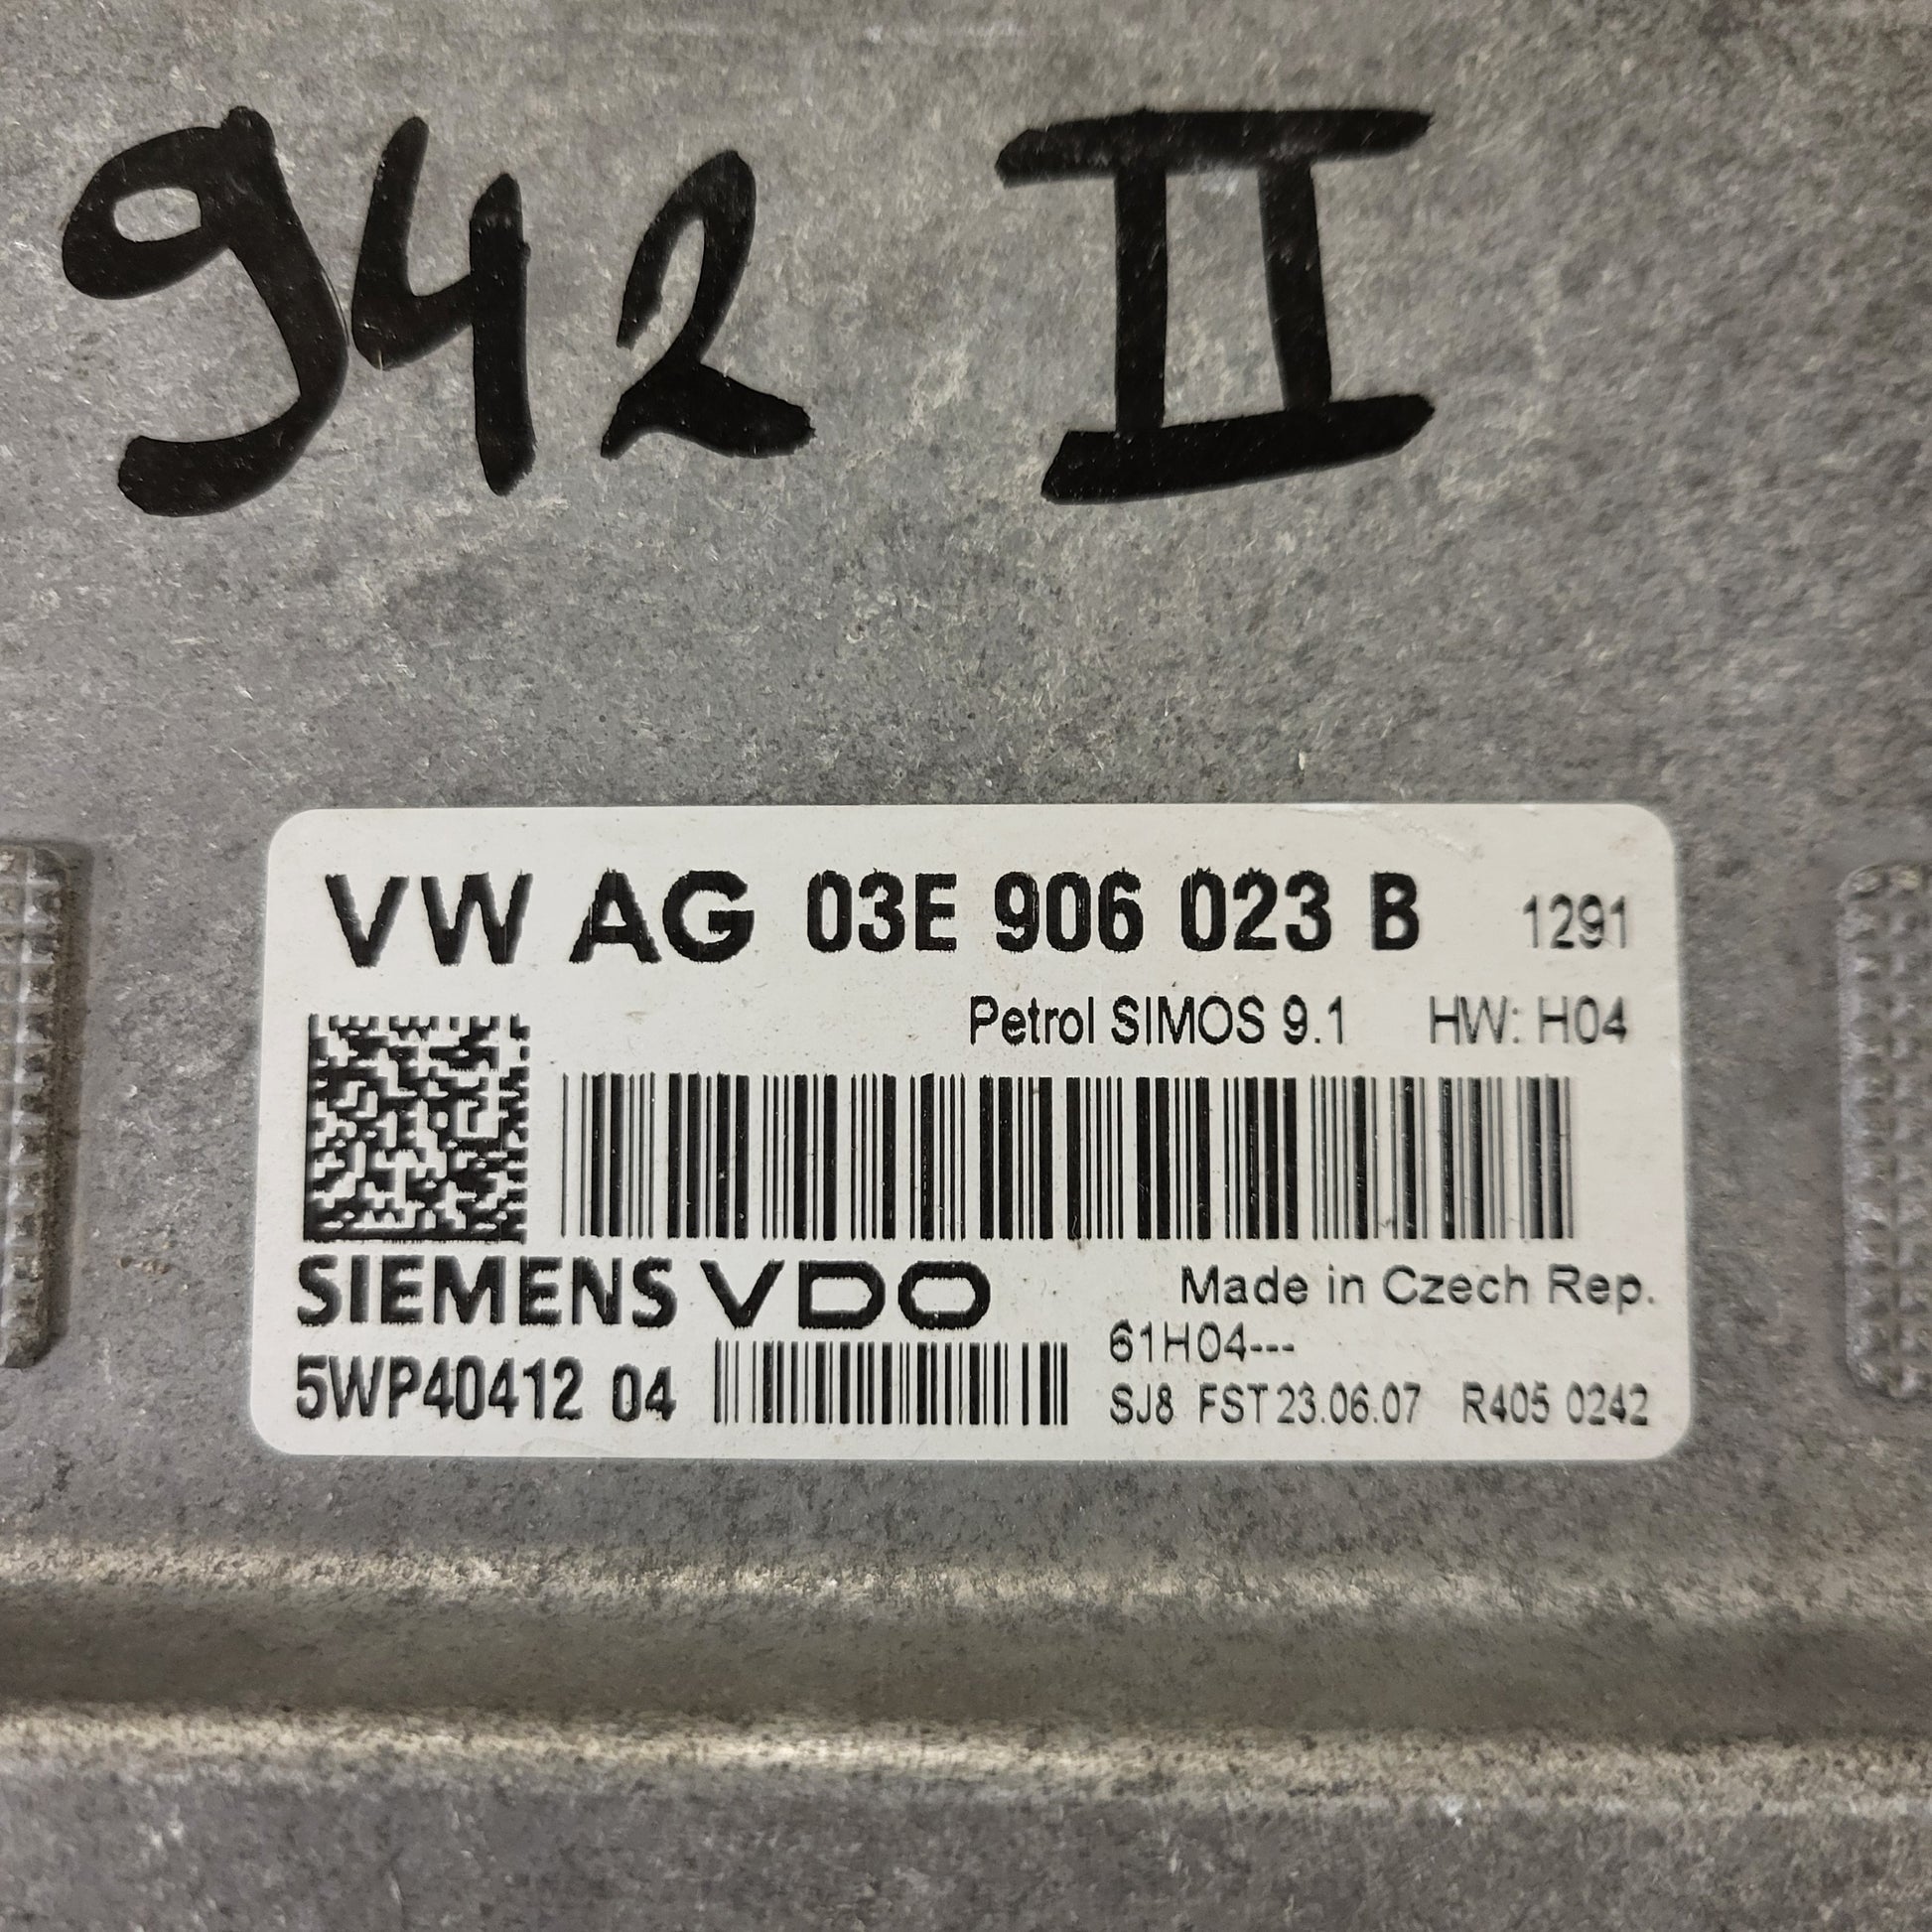 942 II
VW AG 03E 906 023 B 1291
Petrol SIMOS 9.1 HW: H04
SIEMENS VDO Made in Czech Rep.
61H04---
5WP40412 04 SJ8 FST 23.06.07 R405 0242